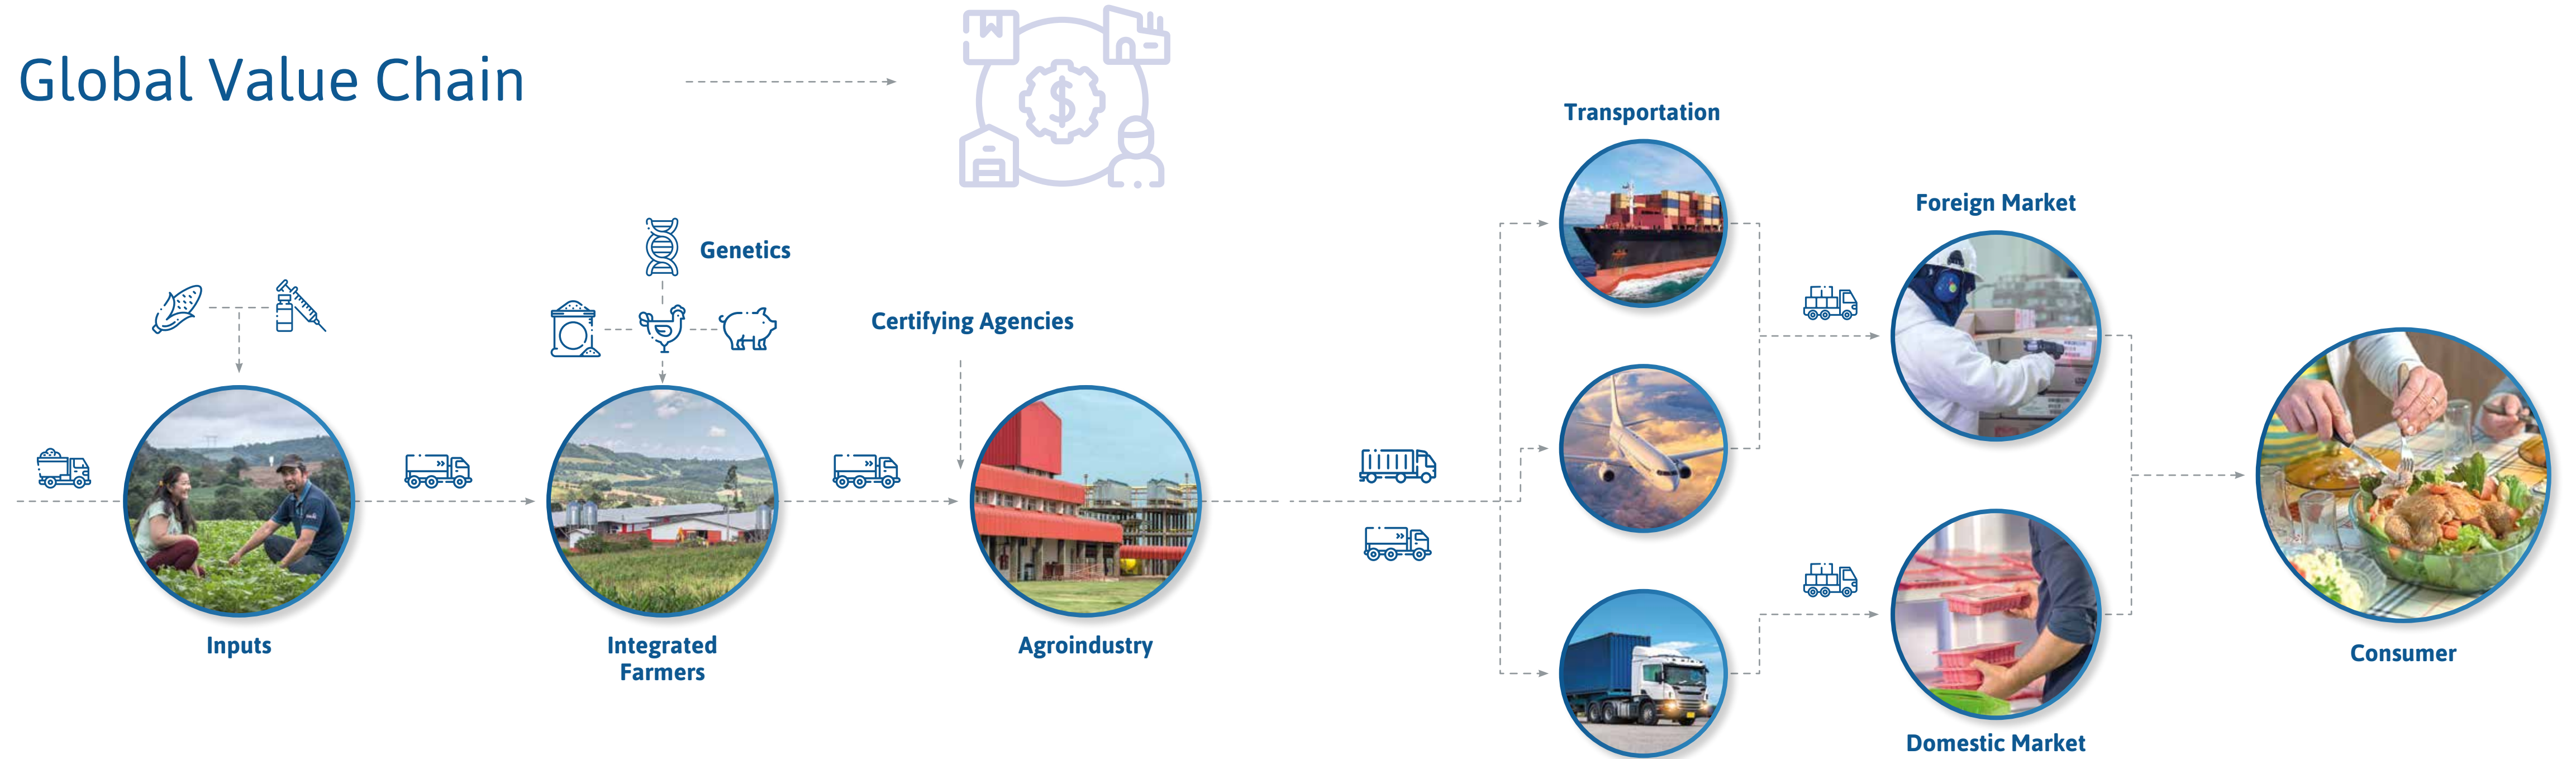 Global Value Chain
Transportation
Foreign Market
Genetics
Certifying Agencies
Inputs
Integrated
Farmers
Agroindustry
Consumer
Domestic Market